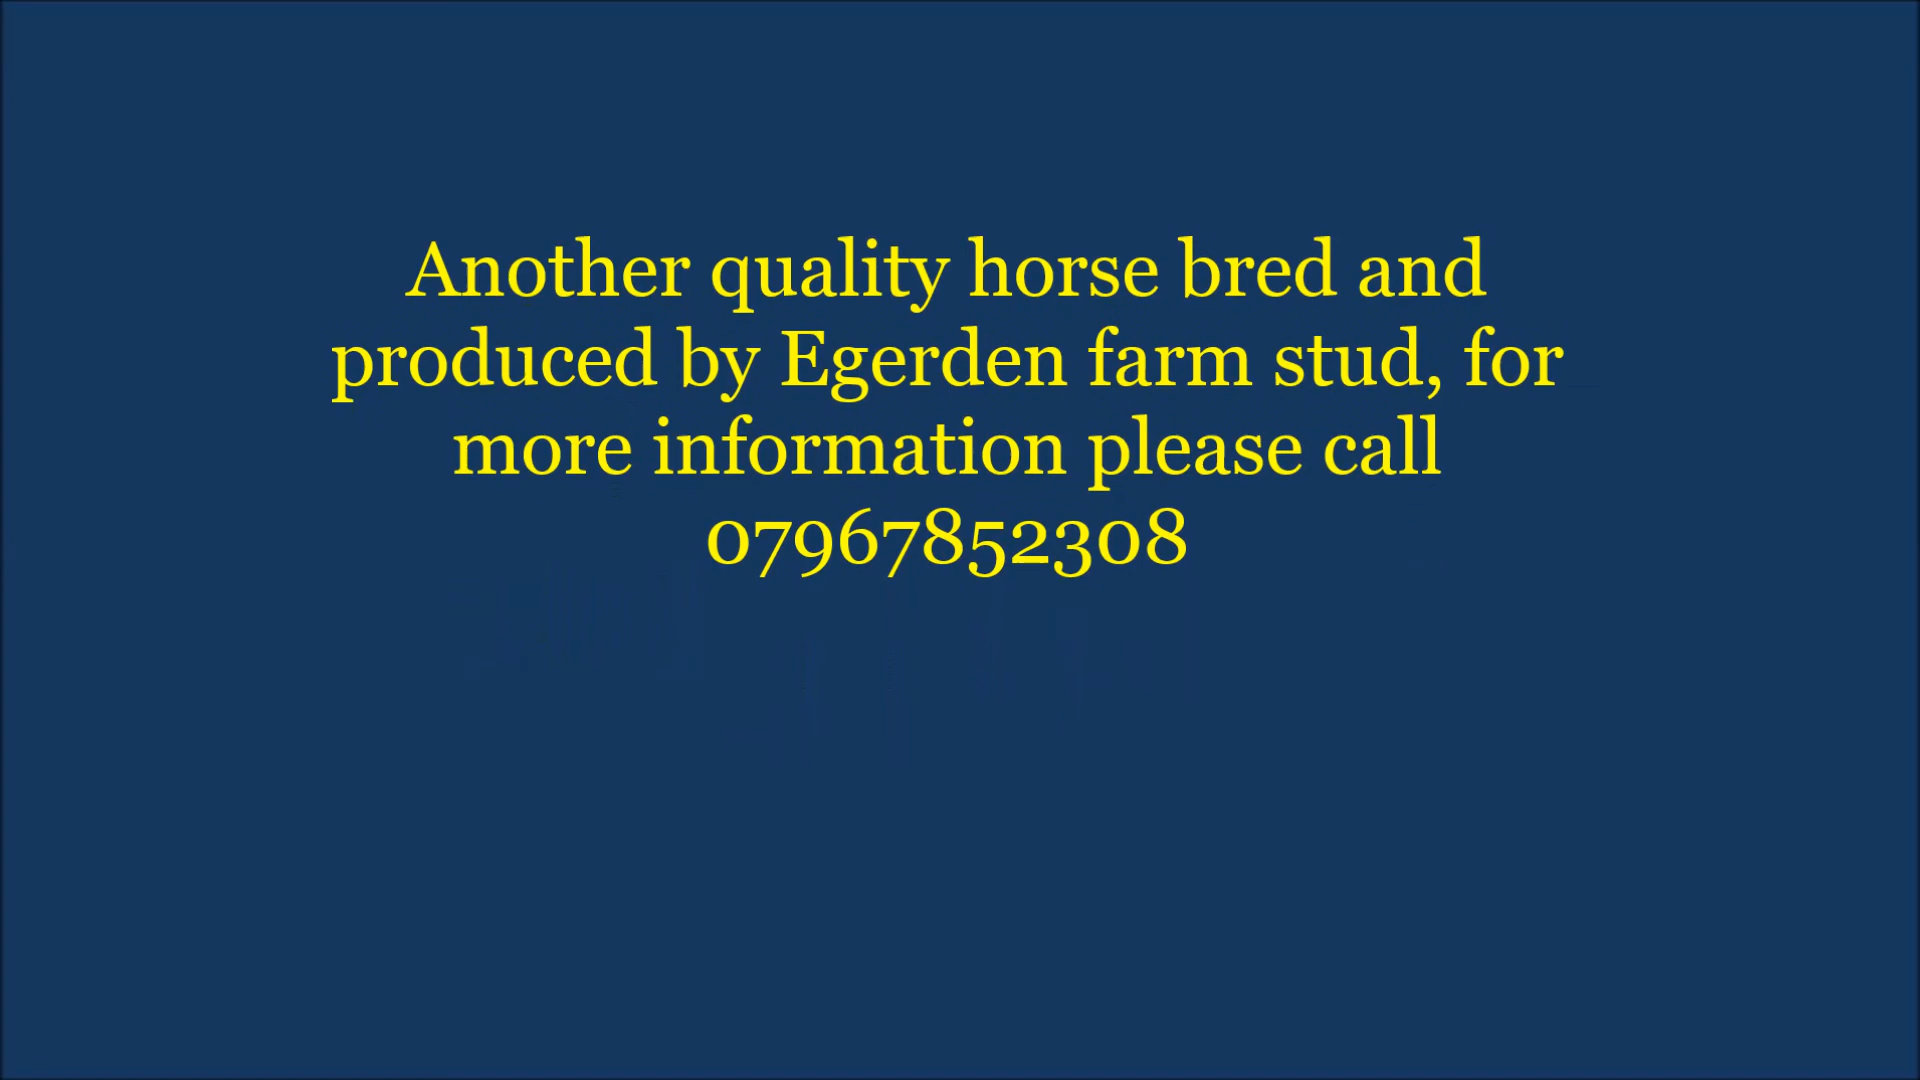 Another quality horse bred and
produced by Egerden farm stud, for
more information please call
07967852308